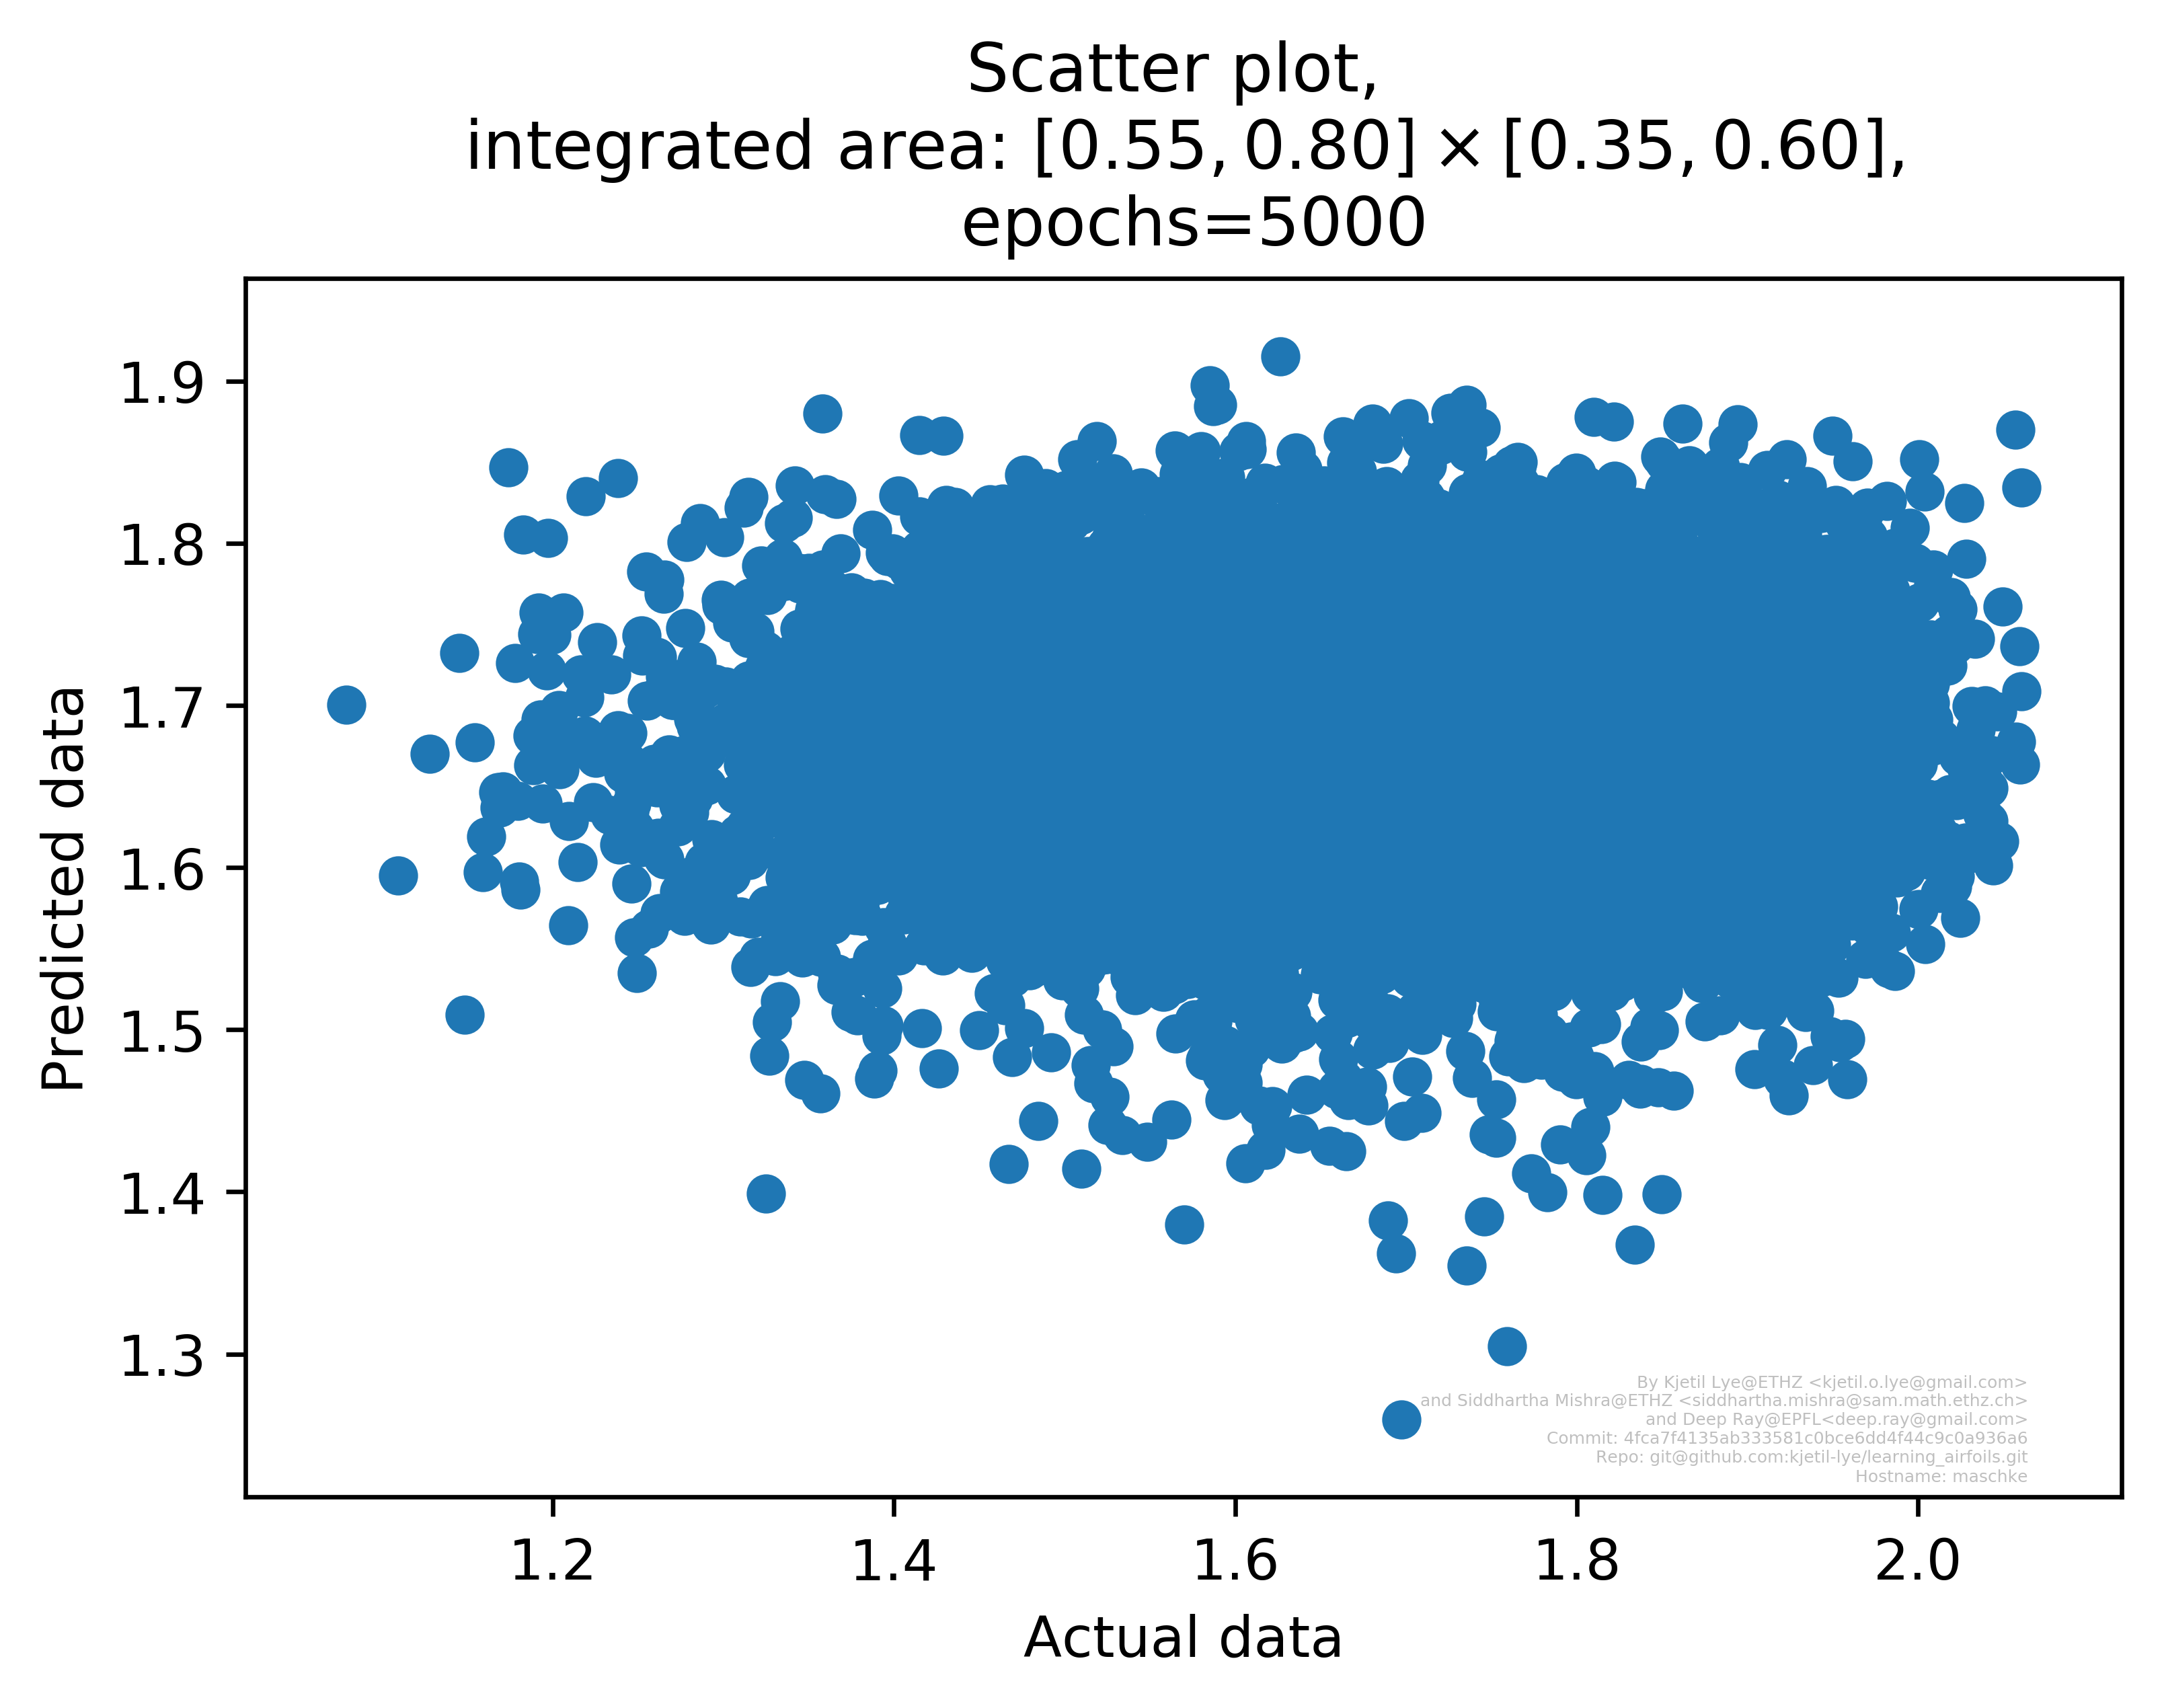 Scatter plot,
integrated area: [0.55, 0.80] × [0.35, 0.60],
epochs=5000
Predicted data
1.9
1.8
1.7
1.6
1.5
1.4
1.3
1.2
1.4
1.6
1.8
2.0
Actual data
By Kjetil Lye@ETHZ <kjetil.o.lye@gmail.com>
and Siddhartha Mishra@ETHZ <siddhartha.mishra@sam.math.ethz.ch>
and Deep Ray@EPFL<deep.ray@gmail.com>
Commit: 4fca7f4135ab333581c0bce6dd4f44c9c0a936a6
Repo: git@github.com:kjetil-lye/learning_airfoils.git
Hostname: maschke